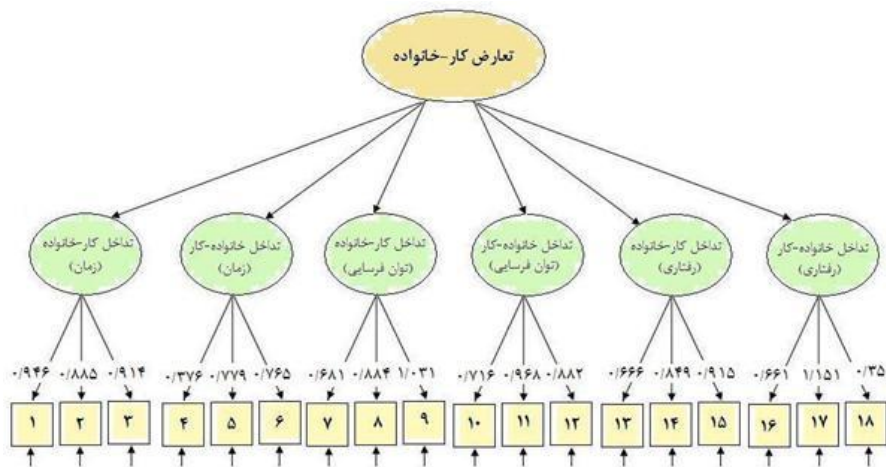 تعارض کار-خانواده
تداخل کار-خانواده
(زمان)
تداخل خانواده-کار
(زمان)
تداخل کار-خانواده
(توان فرسایی)
تداخل خانواده-کار
(توان فرسایی)
تداخل کار-خانواده
(رفتاری)
تداخل خانواده-کار
(رفتاری)
۰/۹۴۶ ۰/۸۸۵ ۰/۹۱۴ ۰/۳۷۶ ۰/۷۷۹ ۰/۷۶۵ ۰/۶۸۱ ۰/۸۸۴ ۱/۰۳۱ ۰/۷۱۶ ۰/۹۶۸ ۰/۸۸۲ ۰/۶۶۶ ۰/۸۴۹ ۰/۹۱۵ ۰/۶۶۱ ۱/۱۵۱ ۰/۳۵
۱ ۲ ۳ ۴ ۵ ۶ ۷ ۸ ۹ ۱۰ ۱۱ ۱۲ ۱۳ ۱۴ ۱۵ ۱۶ ۱۷ ۱۸